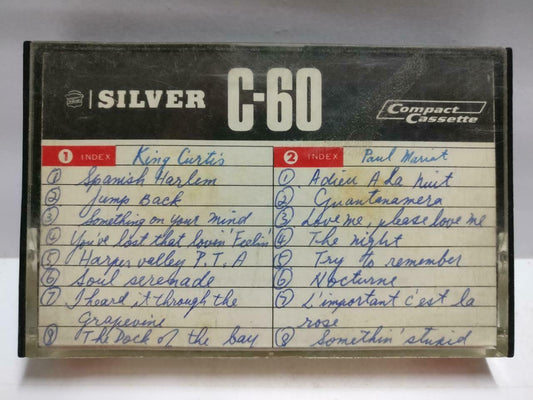 SILVER C-60 Compact Cassette
1 INDEX King Curtis
① Spanish Harlem
② Jump Back
③ Something on your mind
④ You've lost that lovin' Feelin'
⑤ Harper valley P.T.A
⑥ Soul serenade
⑦ I heard it through the
Grapevine
⑧ The Dock of the bay
2 INDEX Paul Mariat
① Adieu A La nuit
② Guantanamera
③ Love me, please love me
④ The night
⑤ Try to remember
⑥ Nocturne
⑦ L'important c'est la
rose
⑧ Somethin' stupid